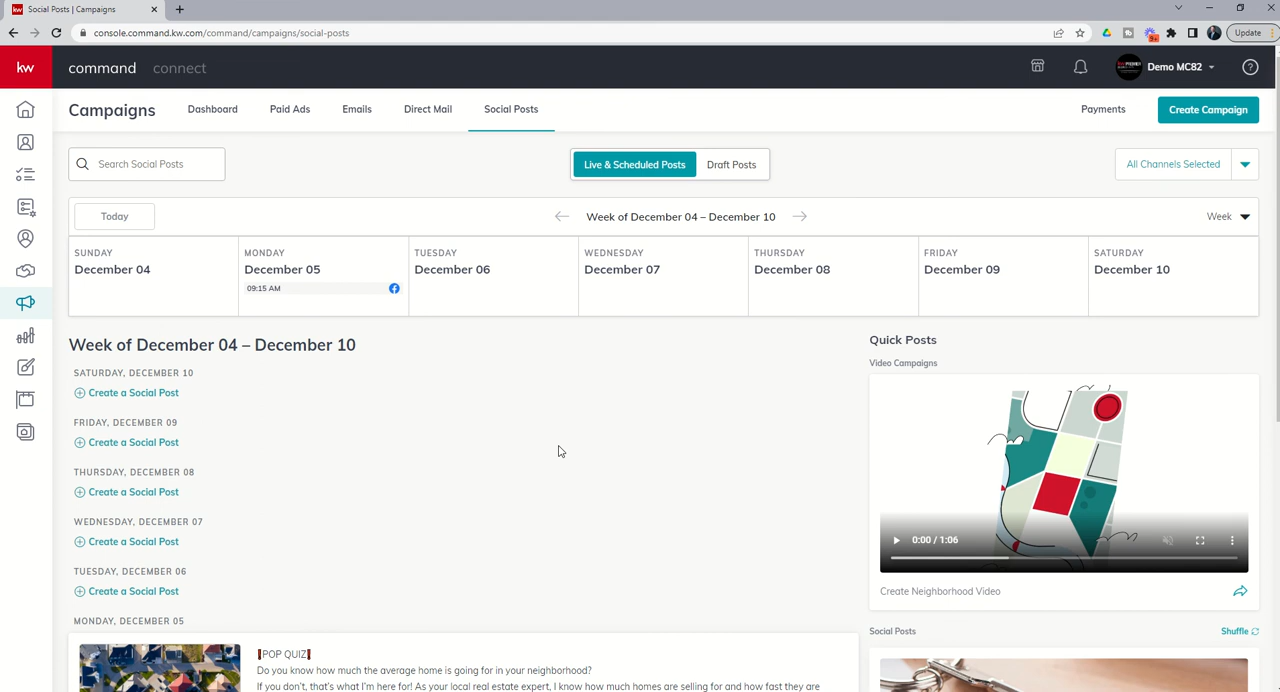 Social Posts | Campaigns
console.command.kw.com/command/campaigns/social-posts
Update
kw
command connect
Demo MC82
Campaigns
Dashboard
Paid Ads
Emails
Direct Mail
Social Posts
Payments
Create Campaign
Search Social Posts
Live & Scheduled Posts
Draft Posts
All Channels Selected
Today
Week of December 04 – December 10
Week
SUNDAY
December 04
MONDAY
December 05
09:15 AM
TUESDAY
December 06
WEDNESDAY
December 07
THURSDAY
December 08
FRIDAY
December 09
SATURDAY
December 10
Week of December 04 – December 10
SATURDAY, DECEMBER 10
Create a Social Post
FRIDAY, DECEMBER 09
Create a Social Post
THURSDAY, DECEMBER 08
Create a Social Post
WEDNESDAY, DECEMBER 07
Create a Social Post
TUESDAY, DECEMBER 06
Create a Social Post
MONDAY, DECEMBER 05
POP QUIZ
Do you know how much the average home is going for in your neighborhood?
If you don't, that's what I'm here for! As your local real estate expert, I know how much homes are selling for and how fast they are
Quick Posts
Video Campaigns
0:00 / 1:06
Create Neighborhood Video
Social Posts
Shuffle